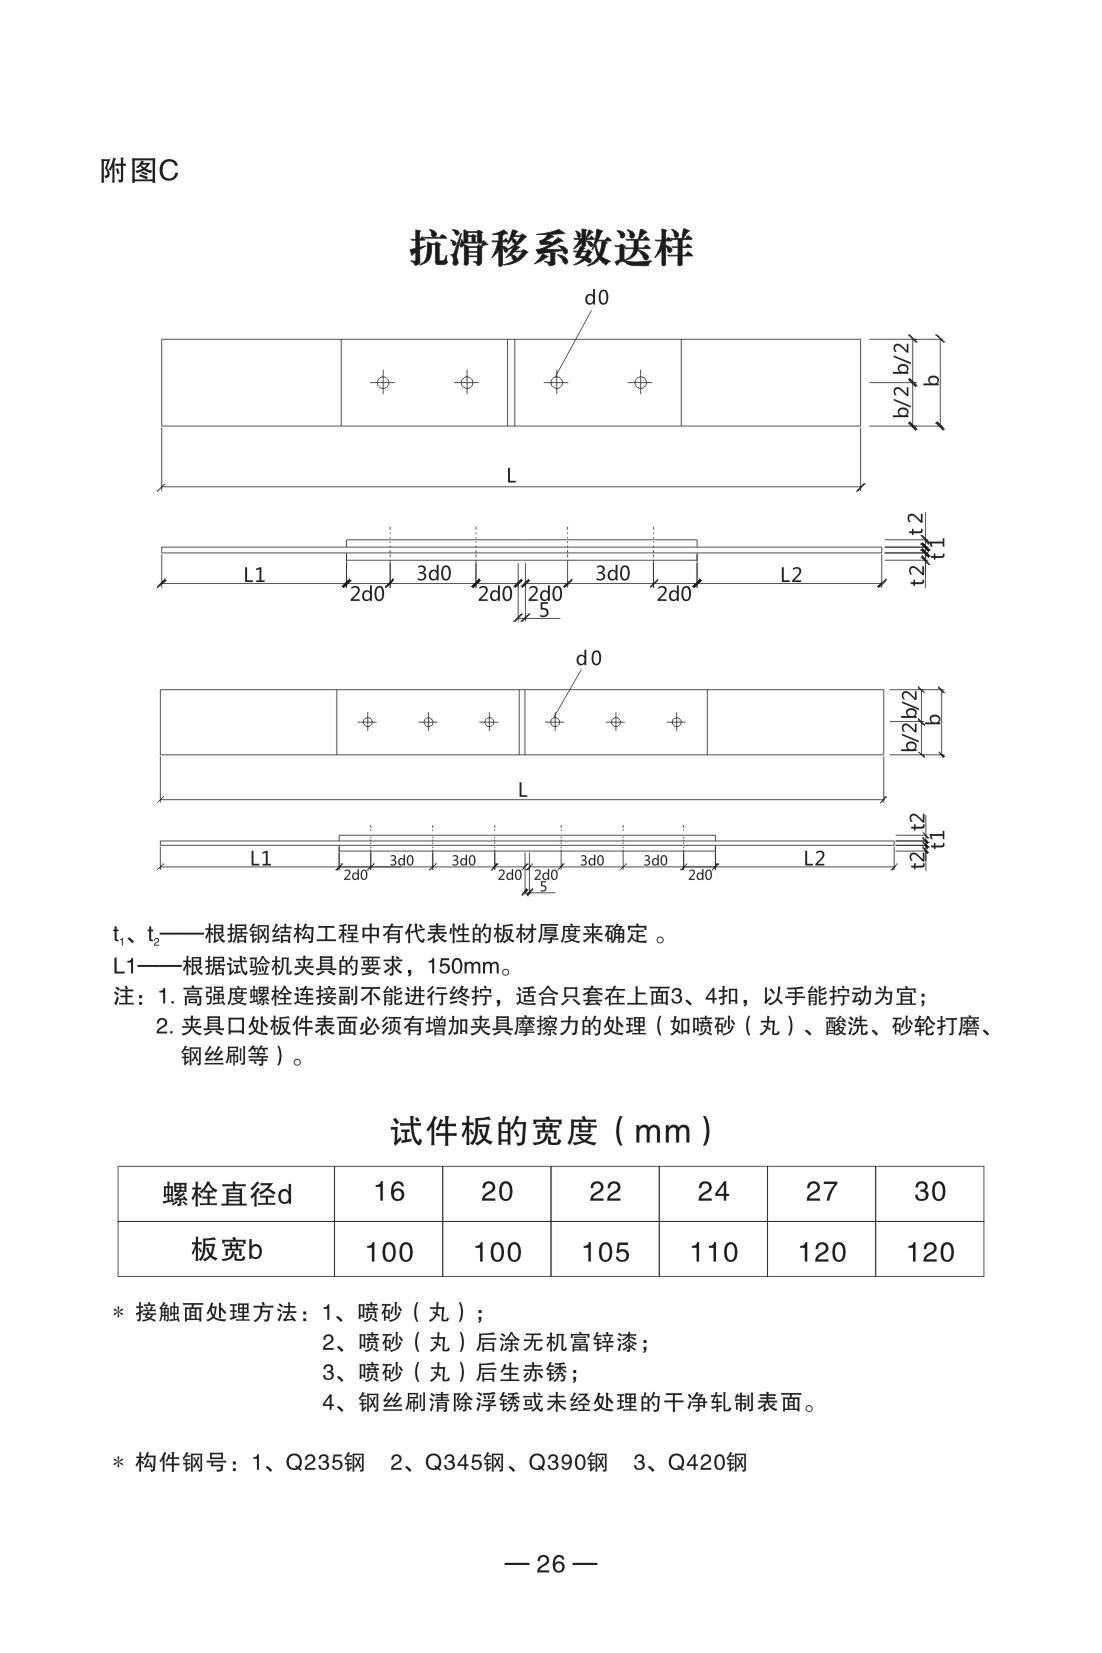 附图C
抗滑移系数送样
d0
b/2
b/2
b
L
t2
t1
t2
L1
3d0
3d0
L2
2d0
2d0
2d0
2d0
5
d0
b/2
b/2
b
L
t2
t1
t2
L1
3d0
3d0
3d0
3d0
L2
2d0
2d0
2d0
2d0
5
t₁、t₂——根据钢结构工程中有代表性的板材厚度来确定 。
L1——根据试验机夹具的要求，150mm。
注：1. 高强度螺栓连接副不能进行终拧，适合只套在上面3、4扣，以手能拧动为宜；
2. 夹具口处板件表面必须有增加夹具摩擦力的处理（如喷砂（丸）、酸洗、砂轮打磨、
钢丝刷等）。
试件板的宽度（mm）
螺栓直径d 16 20 22 24 27 30
板宽b 100 100 105 110 120 120
* 接触面处理方法：1、喷砂（丸）；
2、喷砂（丸）后涂无机富锌漆；
3、喷砂（丸）后生赤锈；
4、钢丝刷清除浮锈或未经处理的干净轧制表面。
* 构件钢号：1、Q235钢 2、Q345钢、Q390钢 3、Q420钢
— 26 —